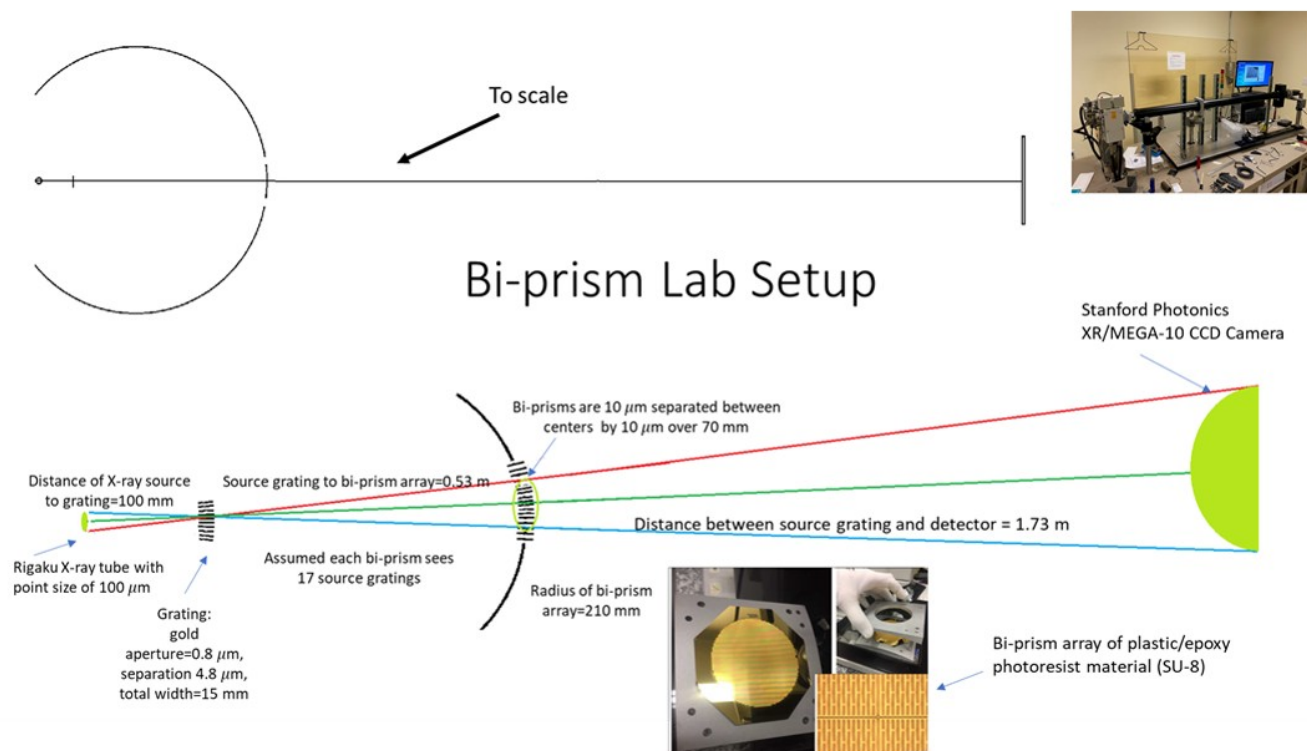 To scale
Bi-prism Lab Setup
Stanford Photonics
XR/MEGA-10 CCD Camera
Bi-prisms are 10 𝜇m separated between
centers by 10 𝜇m over 70 mm
Distance of X-ray source
to grating=100 mm
Source grating to bi-prism array=0.53 m
Distance between source grating and detector = 1.73 m
Rigaku X-ray tube with
point size of 100 𝜇m
Assumed each bi-prism sees
17 source gratings
Radius of bi-prism
array=210 mm
Grating:
gold
aperture=0.8 𝜇m,
separation 4.8 𝜇m,
total width=15 mm
Bi-prism array of plastic/epoxy
photoresist material (SU-8)